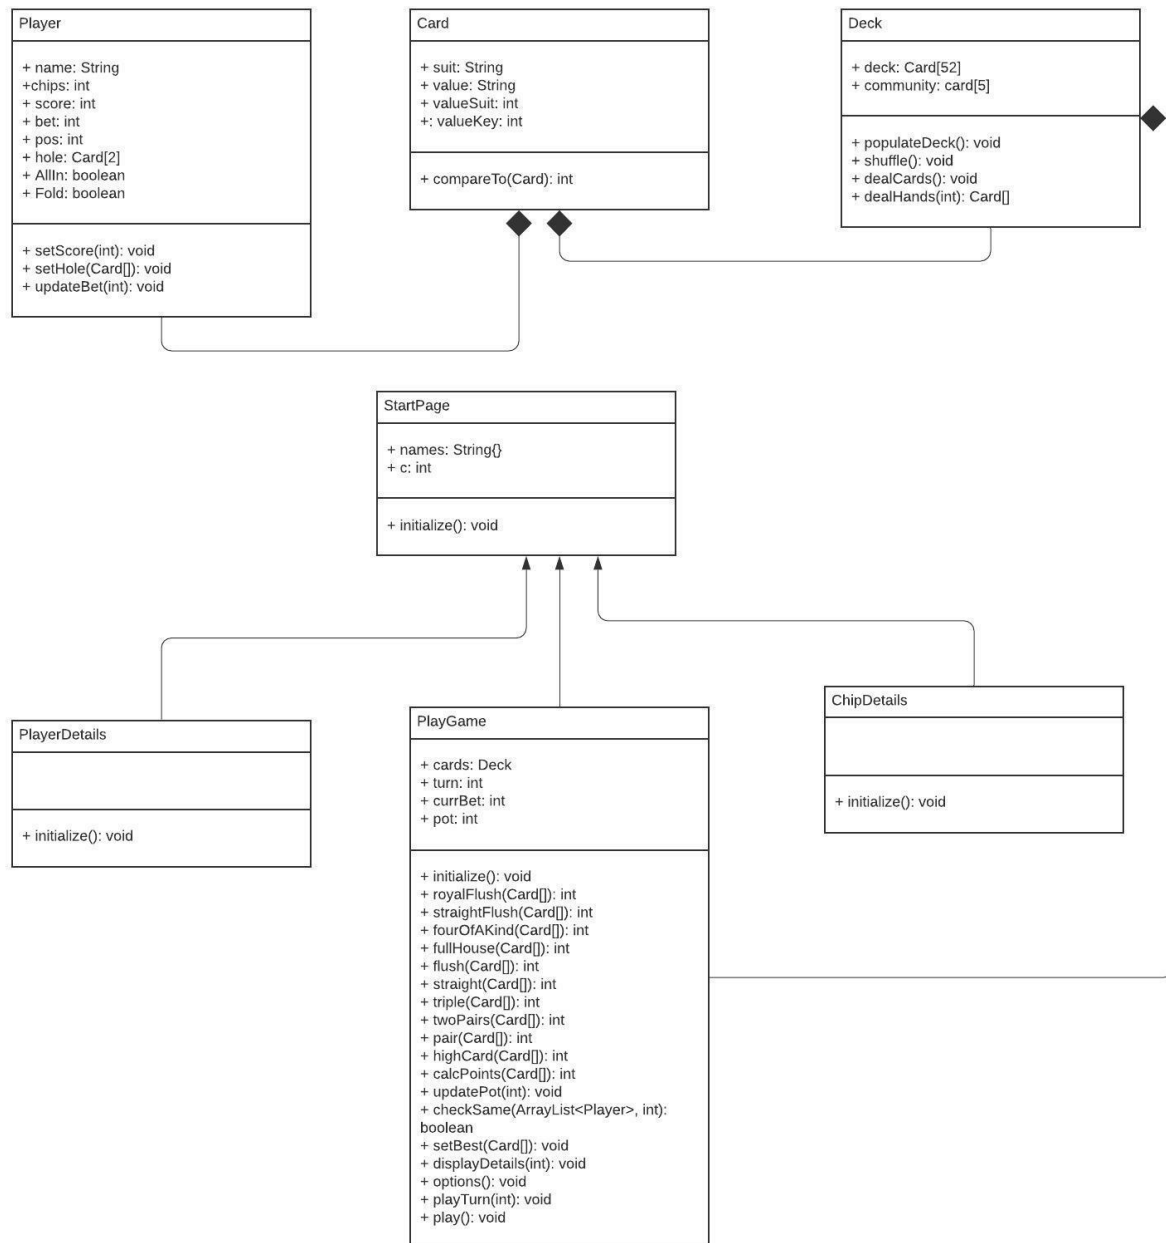 Player
+ name: String
+chips: int
+ score: int
+ bet: int
+ pos: int
+ hole: Card[2]
+ AllIn: boolean
+ Fold: boolean
+ setScore(int): void
+ setHole(Card[]): void
+ updateBet(int): void
Card
+ suit: String
+ value: String
+ valueSuit: int
+: valueKey: int
+ compareTo(Card): int
Deck
+ deck: Card[52]
+ community: card[5]
+ populateDeck(): void
+ shuffle(): void
+ dealCards(): void
+ dealHands(int): Card[]
StartPage
+ names: String{}
+ c: int
+ initialize(): void
PlayerDetails
+ initialize(): void
PlayGame
+ cards: Deck
+ turn: int
+ currBet: int
+ pot: int
+ initialize(): void
+ royalFlush(Card[]): int
+ straightFlush(Card[]): int
+ fourOfAKind(Card[]): int
+ fullHouse(Card[]): int
+ flush(Card[]): int
+ straight(Card[]): int
+ triple(Card[]): int
+ twoPairs(Card[]): int
+ pair(Card[]): int
+ highCard(Card[]): int
+ calcPoints(Card[]): int
+ updatePot(int): void
+ checkSame(ArrayList<Player>, int):
boolean
+ setBest(Card[]): void
+ displayDetails(int): void
+ options(): void
+ playTurn(int): void
+ play(): void
ChipDetails
+ initialize(): void